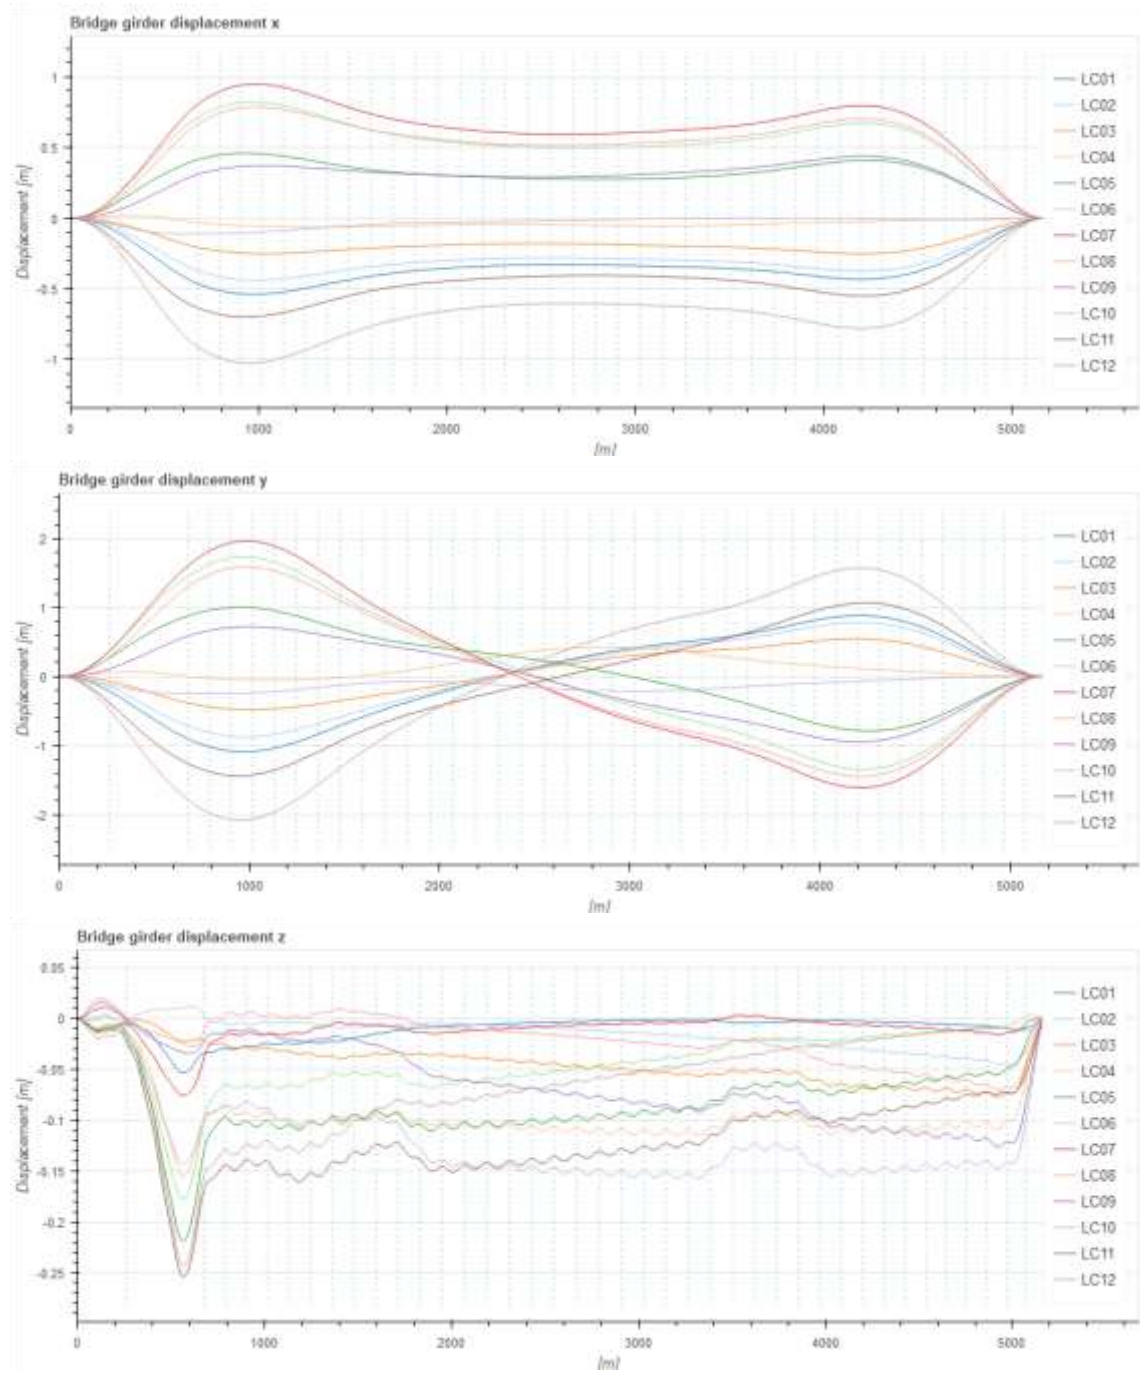 Bridge girder displacement x
Displacement [m]
1
0.5
0
-0.5
-1
0 1000 2000 3000 4000 5000
[m]
LC01
LC02
LC03
LC04
LC05
LC06
LC07
LC08
LC09
LC10
LC11
LC12
Bridge girder displacement y
Displacement [m]
2
1
0
-1
-2
0 1000 2000 3000 4000 5000
[m]
LC01
LC02
LC03
LC04
LC05
LC06
LC07
LC08
LC09
LC10
LC11
LC12
Bridge girder displacement z
Displacement [m]
0.05
0
-0.05
-0.1
-0.15
-0.2
-0.25
0 1000 2000 3000 4000 5000
[m]
LC01
LC02
LC03
LC04
LC05
LC06
LC07
LC08
LC09
LC10
LC11
LC12